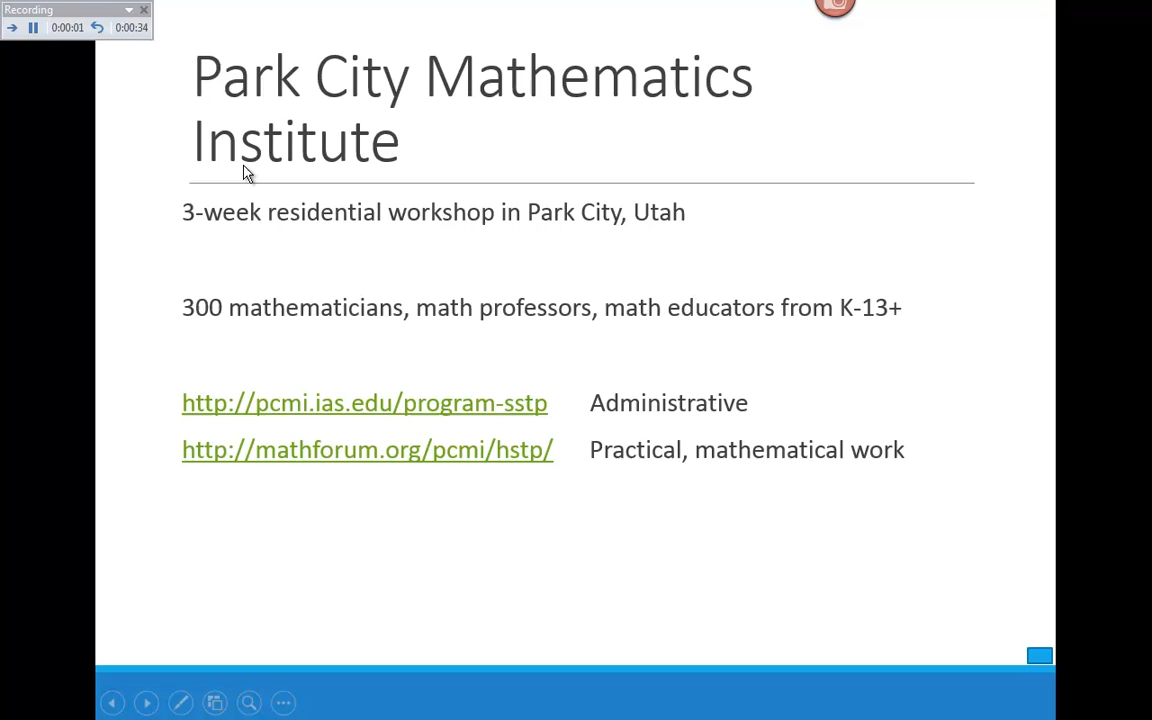 Recording
0:00:01 0:00:34
Park City Mathematics
Institute
3-week residential workshop in Park City, Utah
300 mathematicians, math professors, math educators from K-13+
http://pcmi.ias.edu/program-sstp Administrative
http://mathforum.org/pcmi/hstp/ Practical, mathematical work